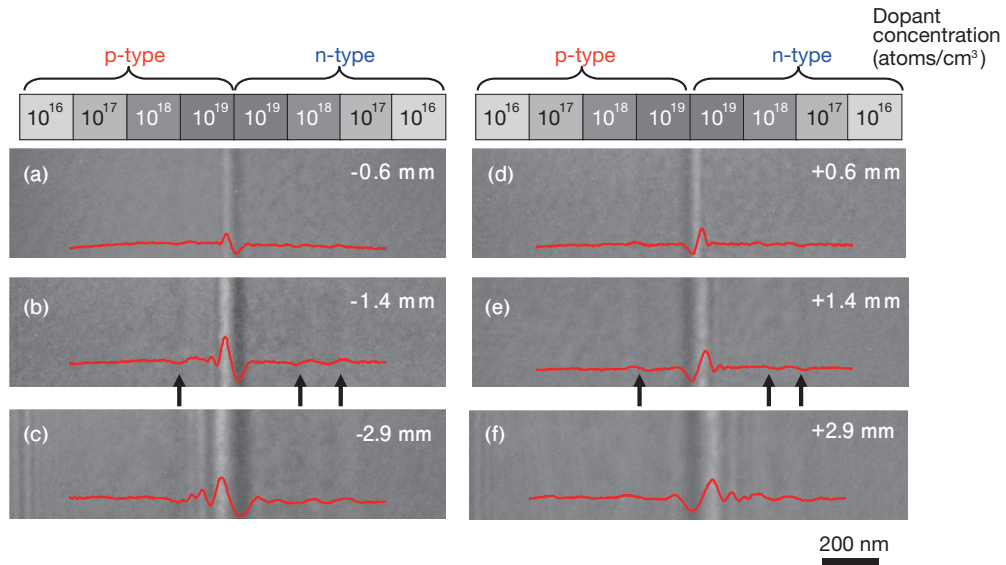 Dopant
concentration
(atoms/cm³)
p-type n-type p-type n-type
10¹⁶ 10¹⁷ 10¹⁸ 10¹⁹ 10¹⁹ 10¹⁸ 10¹⁷ 10¹⁶ 10¹⁶ 10¹⁷ 10¹⁸ 10¹⁹ 10¹⁹ 10¹⁸ 10¹⁷ 10¹⁶
(a) -0.6 mm (d) +0.6 mm
(b) -1.4 mm (e) +1.4 mm
(c) -2.9 mm (f) +2.9 mm
200 nm